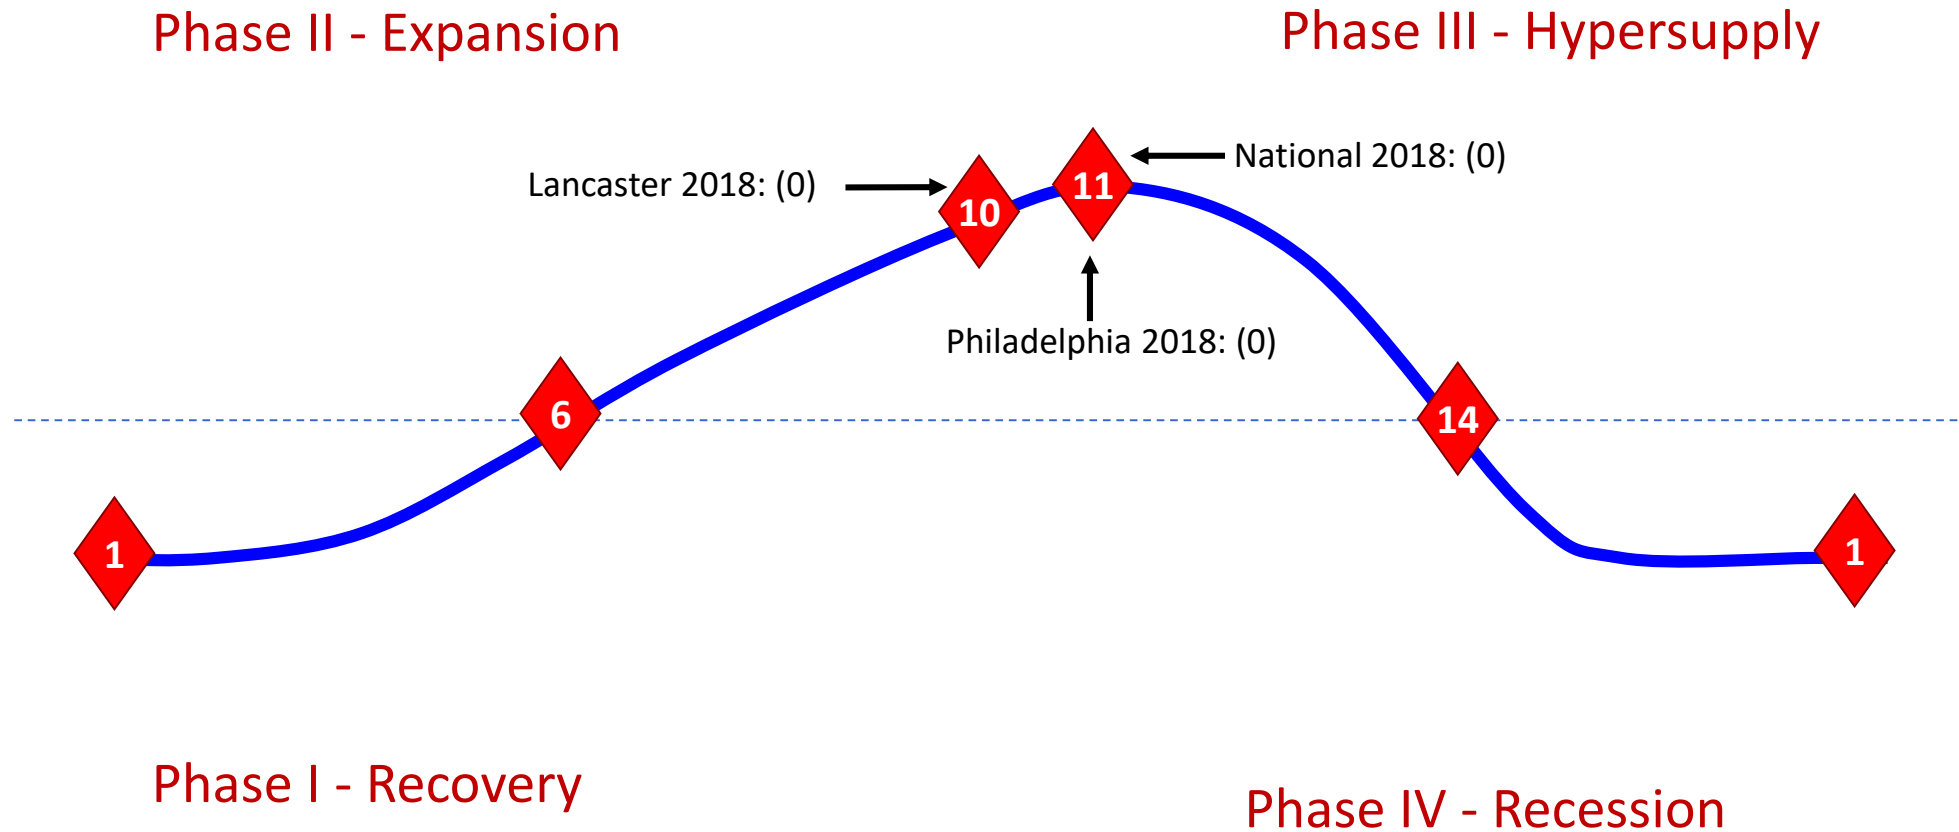 Phase II - Expansion
Phase III - Hypersupply
National 2018: (0)
Lancaster 2018: (0)
11
10
Philadelphia 2018: (0)
6
14
1
1
Phase I - Recovery
Phase IV - Recession